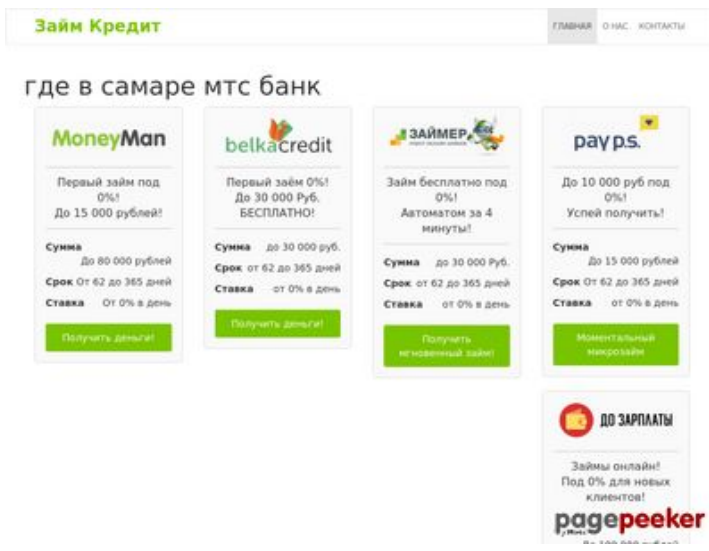 Займ Кредит
ГЛАВНАЯ О НАС КОНТАКТЫ
где в самаре мтс банк
MoneyMan
Первый займ под
0%!
До 15 000 рублей!
Сумма
До 80 000 рублей
Срок От 62 до 365 дней
Ставка От 0% в день
Получить деньги!
belkacredit
Первый заём 0%!
До 30 000 Руб.
БЕСПЛАТНО!
Сумма до 30 000 руб.
Срок от 62 до 365 дней
Ставка от 0% в день
Получить деньги!
ЗАЙМЕР
Займ бесплатно под
0%!
Автоматом за 4
минуты!
Сумма до 30 000 Руб.
Срок от 62 до 365 дней
Ставка от 0% в день
Получить
мгновенный займ!
pay p.s.
До 10 000 руб под
0%!
Успей получить!
Сумма
До 15 000 рублей
Срок От 62 до 365 дней
Ставка от 0% в день
Моментальный
микрозайм
ДО ЗАРПЛАТЫ
Займы онлайн!
Под 0% для новых
клиентов!
pagepeeker
До 100 000 рублей